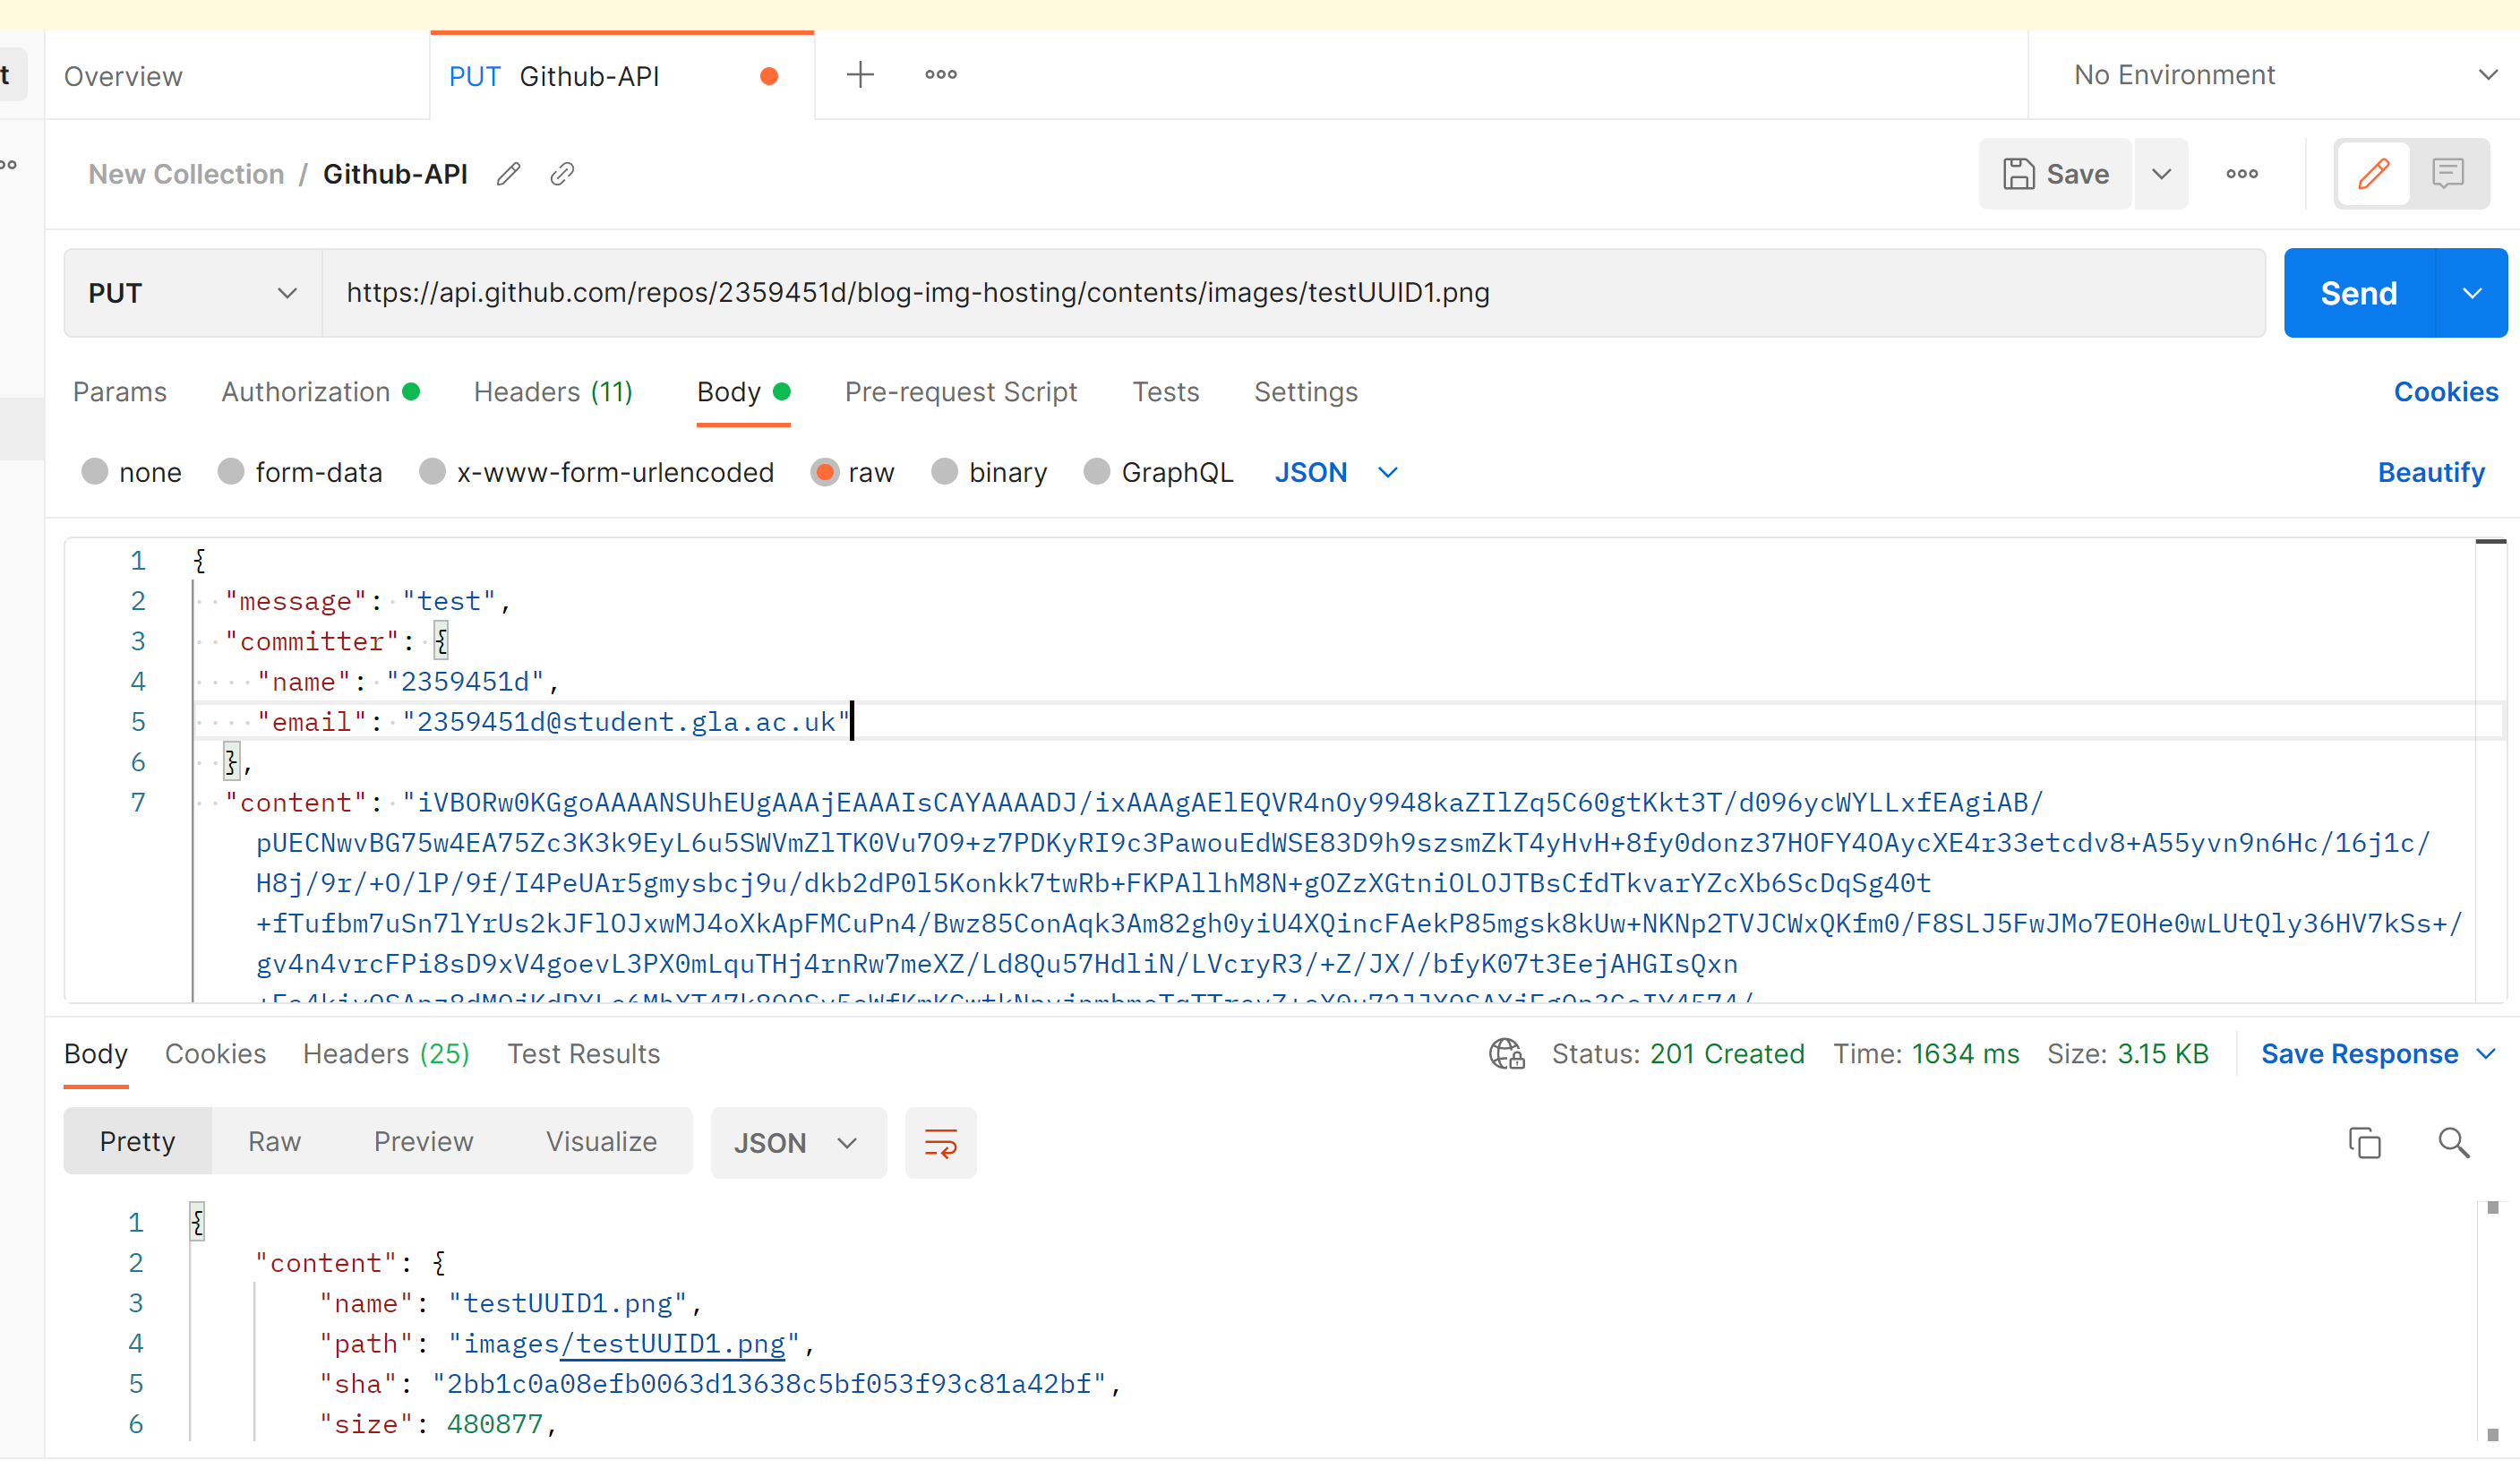 t
Overview
PUT Github-API
No Environment
New Collection / Github-API
Save
PUT
https://api.github.com/repos/2359451d/blog-img-hosting/contents/images/testUUID1.png
Send
Params Authorization Headers (11) Body Pre-request Script Tests Settings Cookies
none form-data x-www-form-urlencoded raw binary GraphQL JSON Beautify
1 {
2 "message": "test",
3 "committer": {
4 "name": "2359451d",
5 "email": "2359451d@student.gla.ac.uk"
6 },
7 "content": "iVBORw0KGgoAAAANSUhEUgAAAjEAAAIsCAYAAAADJ/ixAAAgAElEQVR4nOy9948kaZIlZq5C60gtKkt3T/d096ycWYLLxfEAgiAB/
pUECNwvBG75w4EA75Zc3K3k9EyL6u5SWVmZlTK0Vu7O9+z7PDKyRI9c3PawouEdWSE83D9h9szsmZkT4yHvH+8fy0donz37HOFY4OAycXE4r33etcdv8+A55yvn9n6Hc/16j1c/
H8j/9r/+O/lP/9f/I4PeUAr5gmysbcj9u/dkb2dP0l5Konkk7twRb+FKPAllhM8N+gOZzXGtniOLOJTBsCfdTkvarYZcXb6ScDqSg40t
+fTufbm7uSn7lYrUs2kJFlOJxwMJ4oXkApFMCuPn4/Bwz85ConAqk3Am82gh0yiU4XQincFAekP85mgsk8kUw+NKNp2TVJCWxQKfm0/F8SLJ5FwJMo7EOHe0wLUtQly36HV7kSs+/
gv4n4vrcFPi8sD9xV4goevL3PX0mLquTHj4rnRw7meXZ/Ld8Qu57HdliN/LVcryR3/+Z/JX//bfyK07t3EejAHGIsQxn
Body Cookies Headers (25) Test Results Status: 201 Created Time: 1634 ms Size: 3.15 KB Save Response
Pretty Raw Preview Visualize JSON
1 {
2 "content": {
3 "name": "testUUID1.png",
4 "path": "images/testUUID1.png",
5 "sha": "2bb1c0a08efb0063d13638c5bf053f93c81a42bf",
6 "size": 480877,